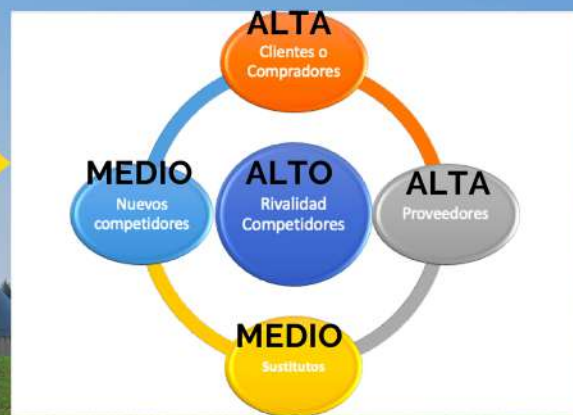 ALTA
Clientes o
Compradores
MEDIO
Nuevos
competidores
ALTO
Rivalidad
Competidores
ALTA
Proveedores
MEDIO
Sustitutos